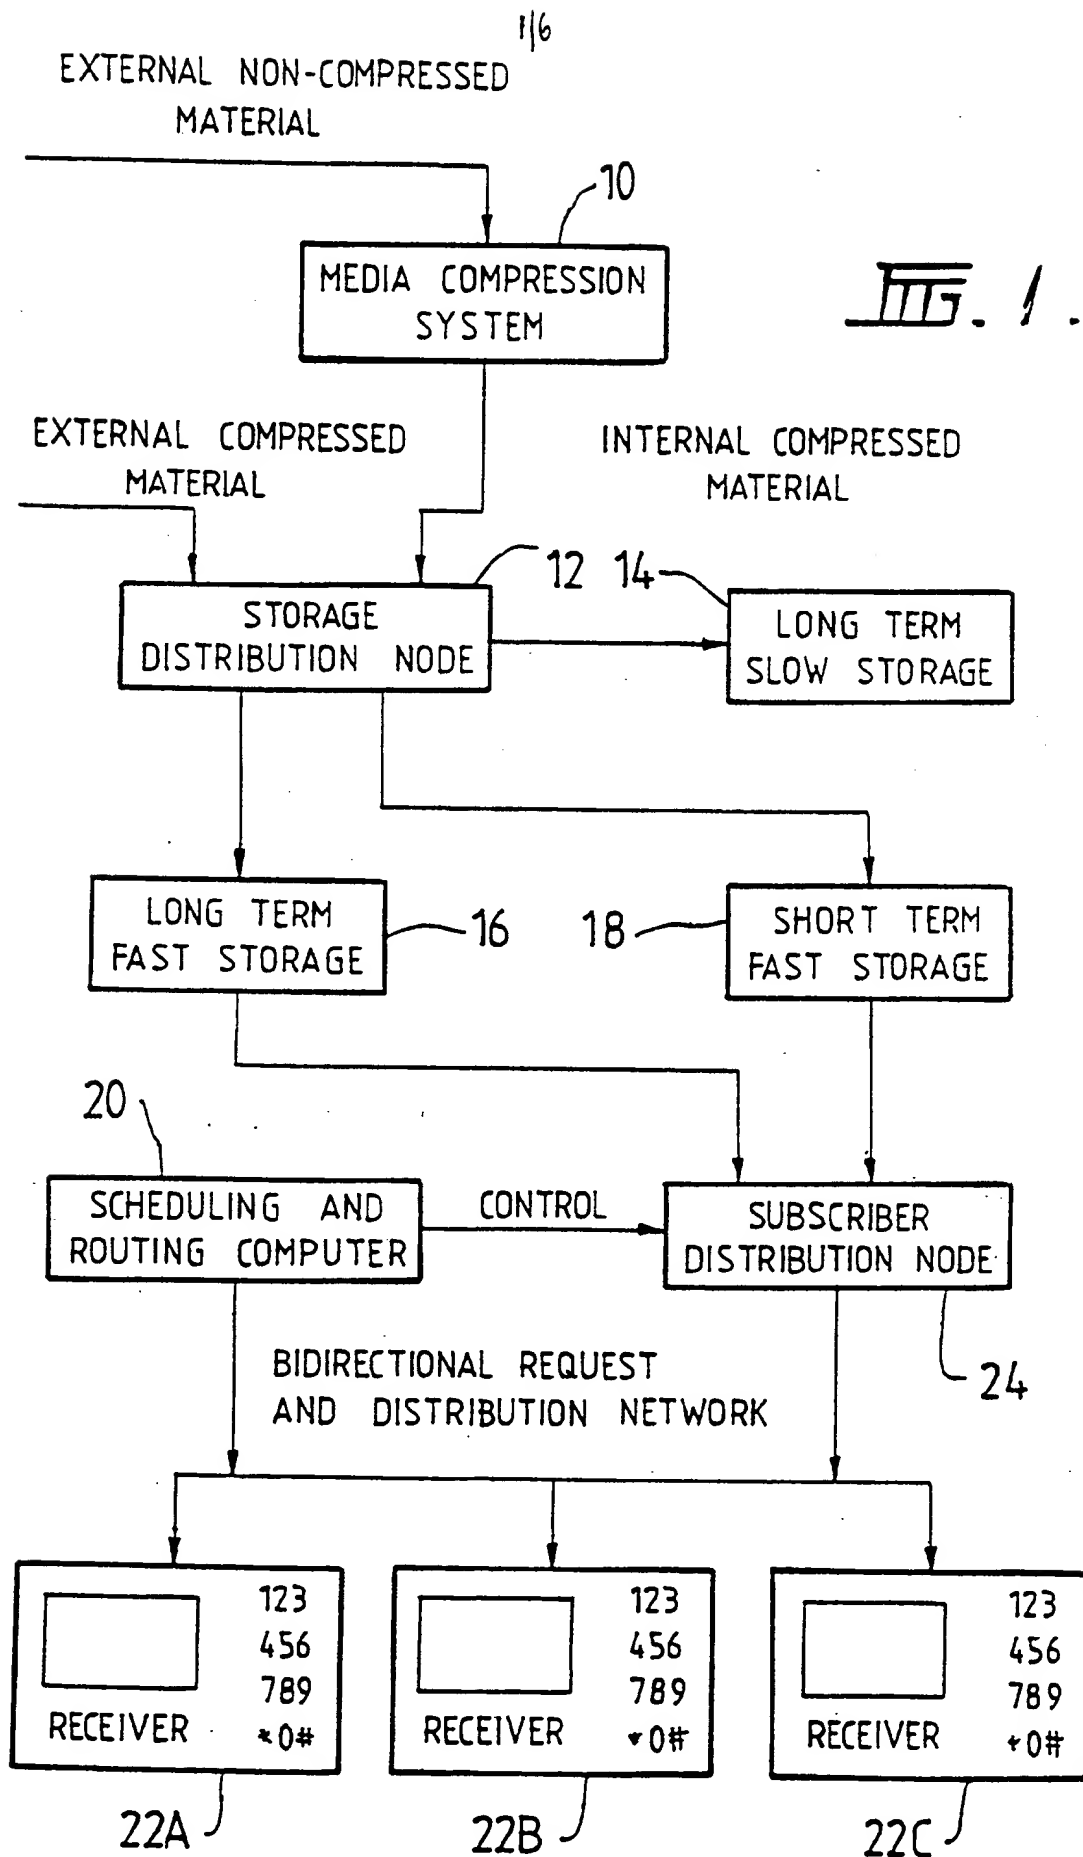 1/6
EXTERNAL NON-COMPRESSED
MATERIAL
10
MEDIA COMPRESSION
SYSTEM
FIG. 1.
EXTERNAL COMPRESSED
MATERIAL
INTERNAL COMPRESSED
MATERIAL
12
14
STORAGE
DISTRIBUTION NODE
LONG TERM
SLOW STORAGE
LONG TERM
FAST STORAGE
16
18
SHORT TERM
FAST STORAGE
20
SCHEDULING AND
ROUTING COMPUTER
CONTROL
SUBSCRIBER
DISTRIBUTION NODE
24
BIDIRECTIONAL REQUEST
AND DISTRIBUTION NETWORK
123
456
789
*0#
RECEIVER
22A
123
456
789
*0#
RECEIVER
22B
123
456
789
*0#
RECEIVER
22C